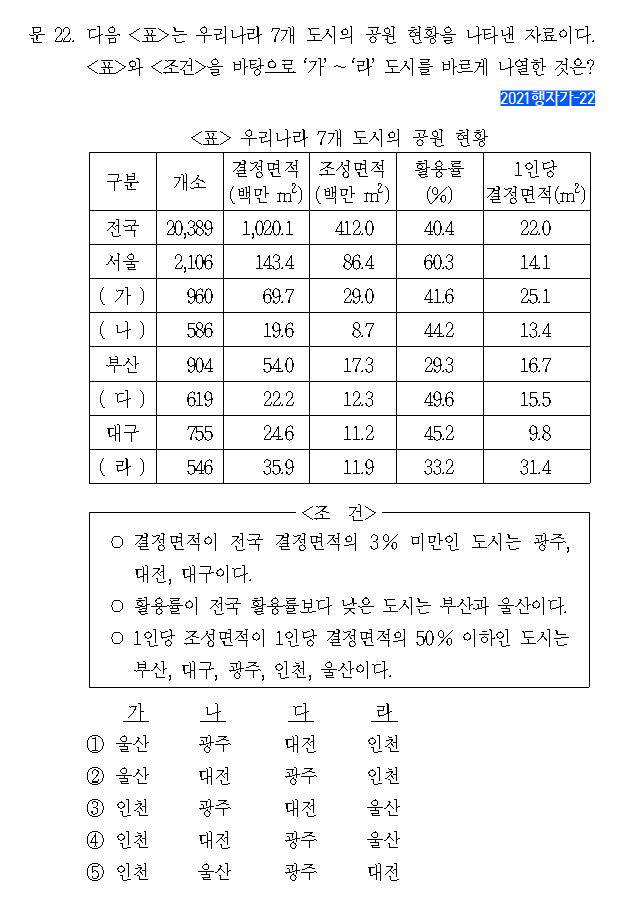 문 22. 다음 <표>는 우리나라 7개 도시의 공원 현황을 나타낸 자료이다.
<표>와 <조건>을 바탕으로 ‘가’ ~ ‘라’ 도시를 바르게 나열한 것은?
2021행자가-22
<표> 우리나라 7개 도시의 공원 현황
구분 개소 결정면적 (백만 m²) 조성면적 (백만 m²) 활용률 (%) 1인당 결정면적(m²)
전국 20,389 1,020.1 412.0 40.4 22.0
서울 2,106 143.4 86.4 60.3 14.1
( 가 ) 960 69.7 29.0 41.6 25.1
( 나 ) 586 19.6 8.7 44.2 13.4
부산 904 54.0 17.3 29.3 16.7
( 다 ) 619 22.2 12.3 49.6 15.5
대구 755 24.6 11.2 45.2 9.8
( 라 ) 546 35.9 11.9 33.2 31.4
<조 건>
○ 결정면적이 전국 결정면적의 3% 미만인 도시는 광주,
대전, 대구이다.
○ 활용률이 전국 활용률보다 낮은 도시는 부산과 울산이다.
○ 1인당 조성면적이 1인당 결정면적의 50% 이하인 도시는
부산, 대구, 광주, 인천, 울산이다.
가 나 다 라
① 울산 광주 대전 인천
② 울산 대전 광주 인천
③ 인천 광주 대전 울산
④ 인천 대전 광주 울산
⑤ 인천 울산 광주 대전